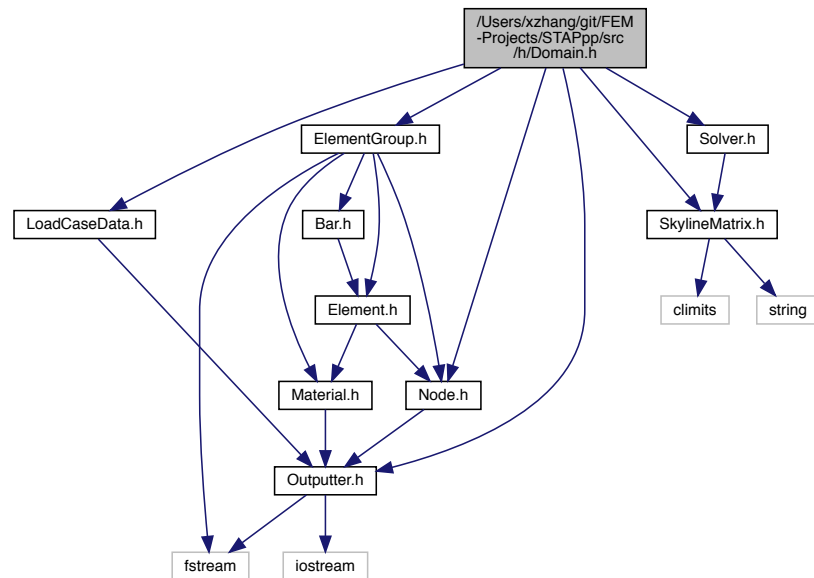 /Users/xzhang/git/FEM
-Projects/STAPpp/src
/h/Domain.h
ElementGroup.h
Solver.h
LoadCaseData.h
Bar.h
SkylineMatrix.h
Element.h
climits
string
Material.h
Node.h
Outputter.h
fstream
iostream